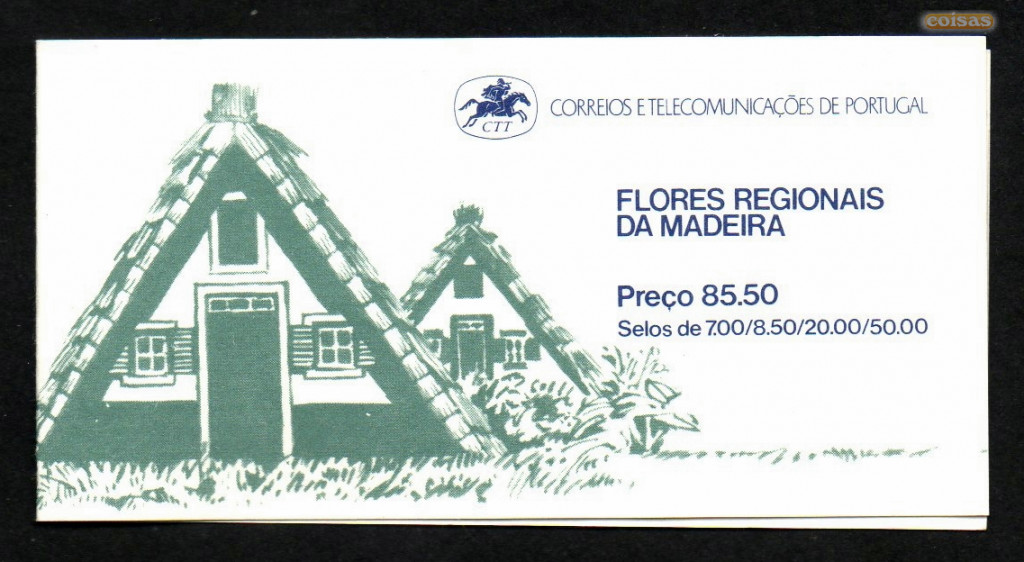 coisas
CTT
CORREIOS E TELECOMUNICAÇÕES DE PORTUGAL
FLORES REGIONAIS
DA MADEIRA
Preço 85.50
Selos de 7.00/8.50/20.00/50.00